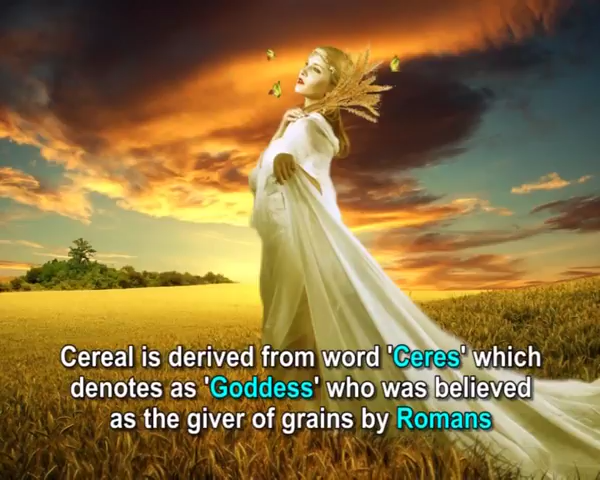 Cereal is derived from word 'Ceres' which
denotes as 'Goddess' who was believed
as the giver of grains by Romans